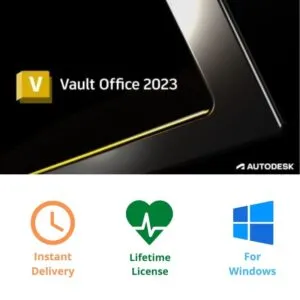 V Vault Office 2023
AUTODESK
Instant
Delivery
Lifetime
License
For
Windows